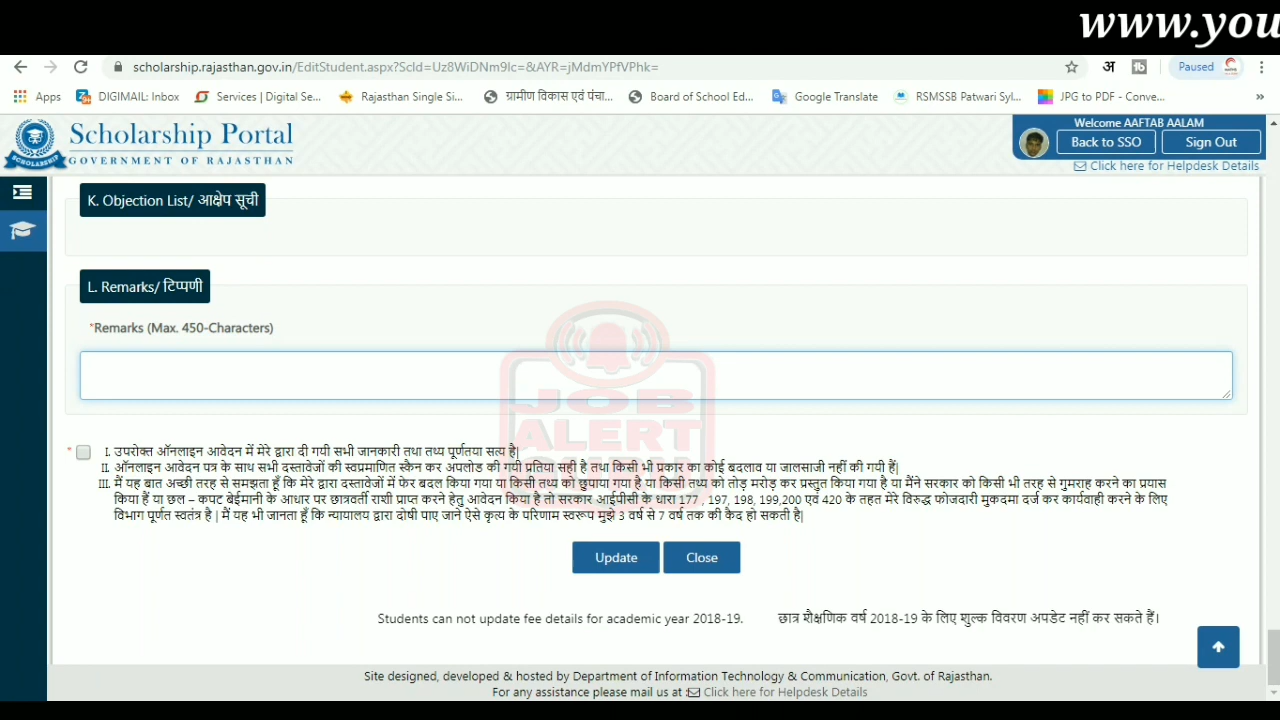 www.you
scholarship.rajasthan.gov.in/EditStudent.aspx?ScId=Uz8WiDNm9Ic=&AYR=jMdmYPfVPhk=
अ
Paused
Apps
DIGIMAIL: Inbox
Services | Digital Se...
Rajasthan Single Si...
ग्रामीण विकास एवं पंचा...
Board of School Ed...
Google Translate
RSMSSB Patwari Syl...
JPG to PDF - Conve...
»
Scholarship Portal
GOVERNMENT OF RAJASTHAN
SCHOLARSHIP
Welcome AAFTAB AALAM
Back to SSO
Sign Out
Click here for Helpdesk Details
K. Objection List/ आक्षेप सूची
L. Remarks/ टिप्पणी
*Remarks (Max. 450-Characters)
JOB
ALERT
GURU
* I. उपरोक्त ऑनलाइन आवेदन में मेरे द्वारा दी गयी सभी जानकारी तथा तथ्य पूर्णतया सत्य है|
II. ऑनलाइन आवेदन पत्र के साथ सभी दस्तावेजों की स्वप्रमाणित स्कैन कर अपलोड की गयी प्रतिया सही है तथा किसी भी प्रकार का कोई बदलाव या जालसाजी नहीं की गयी हैं|
III. मैं यह बात अच्छी तरह से समझता हूँ कि मेरे द्वारा दस्तावेजों में फेर बदल किया गया या किसी तथ्य को छुपाया गया है या किसी तथ्य को तोड़ मरोड़ कर प्रस्तुत किया गया है या मैंने सरकार को किसी भी तरह से गुमराह करने का प्रयास
किया हैं या छल – कपट बेईमानी के आधार पर छात्रवर्ती राशी प्राप्त करने हेतु आवेदन किया है तो सरकार आईपीसी के धारा 177 , 197, 198, 199,200 एवं 420 के तहत मेरे विरुद्ध फोजदारी मुकदमा दर्ज कर कार्यवाही करने के लिए
विभाग पूर्णत स्वतंत्र है | मैं यह भी जानता हूँ कि न्यायालय द्वारा दोषी पाए जाने ऐसे कृत्य के परिणाम स्वरूप मुझे 3 वर्ष से 7 वर्ष तक की कैद हो सकती है|
Update
Close
Students can not update fee details for academic year 2018-19.
छात्र शैक्षणिक वर्ष 2018-19 के लिए शुल्क विवरण अपडेट नहीं कर सकते हैं।
Site designed, developed & hosted by Department of Information Technology & Communication, Govt. of Rajasthan.
For any assistance please mail us at : Click here for Helpdesk Details